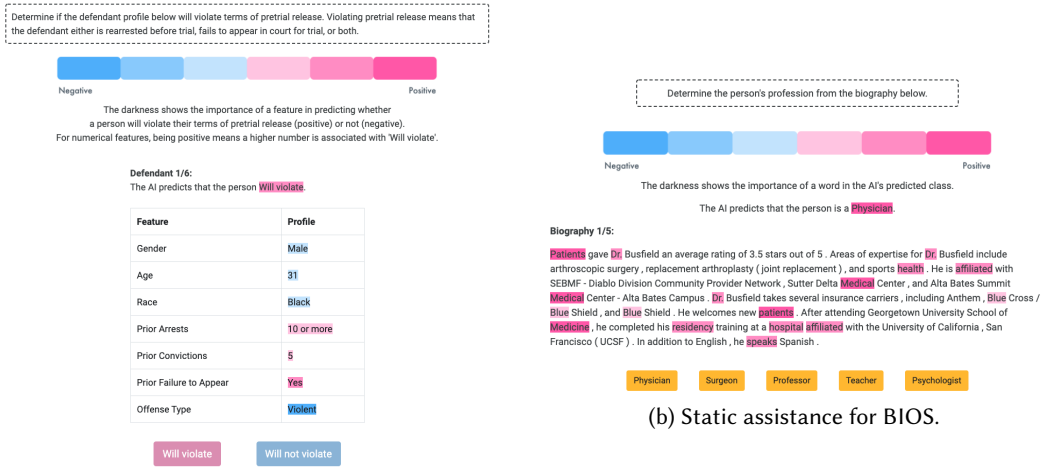 Determine if the defendant profile below will violate terms of pretrial release. Violating pretrial release means that
the defendant either is rearrested before trial, fails to appear in court for trial, or both.
Negative
Positive
The darkness shows the importance of a feature in predicting whether
a person will violate their terms of pretrial release (positive) or not (negative).
For numerical features, being positive means a higher number is associated with 'Will violate'.
Defendant 1/6:
The AI predicts that the person Will violate.
Feature Profile
Gender Male
Age 31
Race Black
Prior Arrests 10 or more
Prior Convictions 5
Prior Failure to Appear Yes
Offense Type Violent
Will violate Will not violate
Determine the person's profession from the biography below.
Negative
Positive
The darkness shows the importance of a word in the AI's predicted class.
The AI predicts that the person is a Physician.
Biography 1/5:
Patients gave Dr. Busfield an average rating of 3.5 stars out of 5 . Areas of expertise for Dr. Busfield include
arthroscopic surgery , replacement arthroplasty ( joint replacement ) , and sports health . He is affiliated with
SEBMF - Diablo Division Community Provider Network , Sutter Delta Medical Center , and Alta Bates Summit
Medical Center - Alta Bates Campus . Dr. Busfield takes several insurance carriers , including Anthem , Blue Cross /
Blue Shield , and Blue Shield . He welcomes new patients . After attending Georgetown University School of
Medicine , he completed his residency training at a hospital affiliated with the University of California , San
Francisco ( UCSF ) . In addition to English , he speaks Spanish .
Physician Surgeon Professor Teacher Psychologist
(b) Static assistance for BIOS.